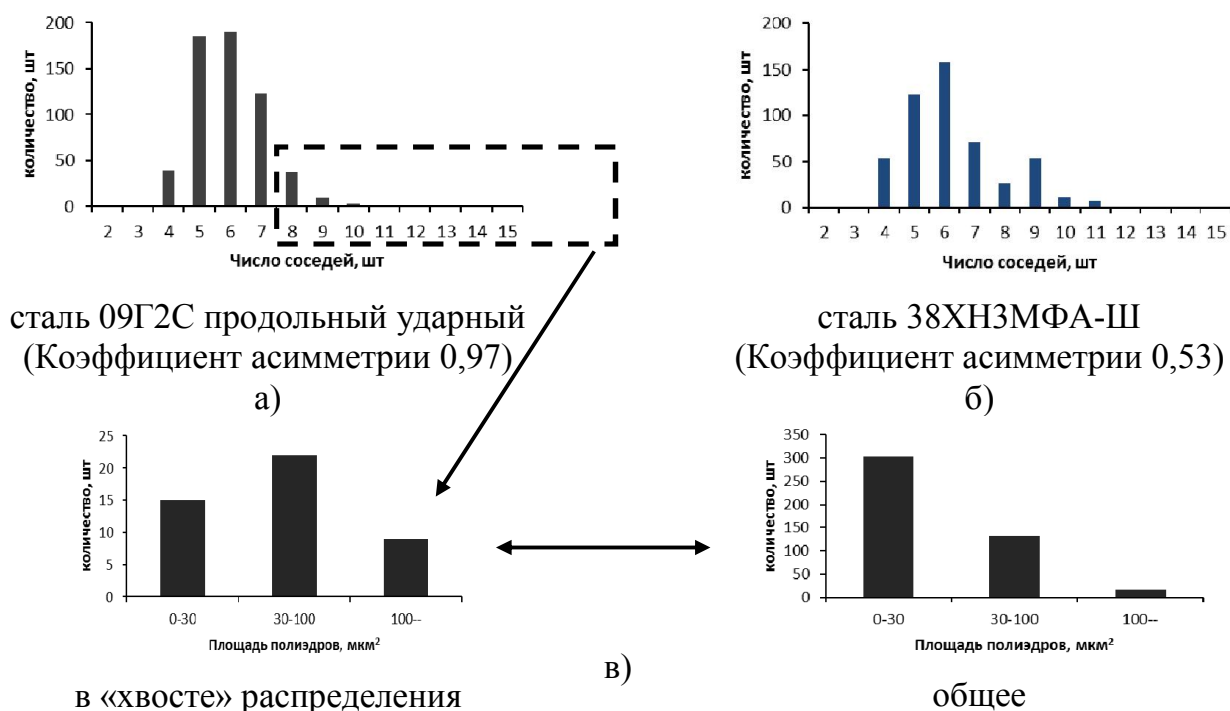 количество, шт
200
150
100
50
0
2 3 4 5 6 7 8 9 10 11 12 13 14 15
Число соседей, шт
сталь 09Г2С продольный ударный
(Коэффициент асимметрии 0,97)
а)
количество, шт
200
150
100
50
0
2 3 4 5 6 7 8 9 10 11 12 13 14 15
Число соседей, шт
сталь 38ХН3МФА-Ш
(Коэффициент асимметрии 0,53)
б)
количество, шт
25
20
15
10
5
0
0-30 30-100 100--
Площадь полиэдров, мкм²
в «хвосте» распределения
количество, шт
350
300
250
200
150
100
50
0
0-30 30-100 100--
Площадь полиэдров, мкм²
в)
общее